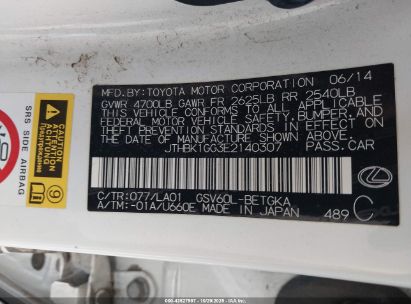 MFD. BY: TOYOTA MOTOR CORPORATION 06/14
GVWR 4700LB GAWR FR 2625LB RR 2540LB
THIS VEHICLE CONFORMS TO ALL APPLICABLE
FEDERAL MOTOR VEHICLE SAFETY, BUMPER, AND
THEFT PREVENTION STANDARDS IN EFFECT ON
THE DATE OF MANUFACTURE SHOWN ABOVE.
JTHBK1GG3E2140307 PASS.CAR
C/TR:077/LA01 GSV60L-BETGKA
A/TM:-01A/U660E MADE IN JAPAN 489 C
SRS SIDE AIRBAG
Caution
Attention